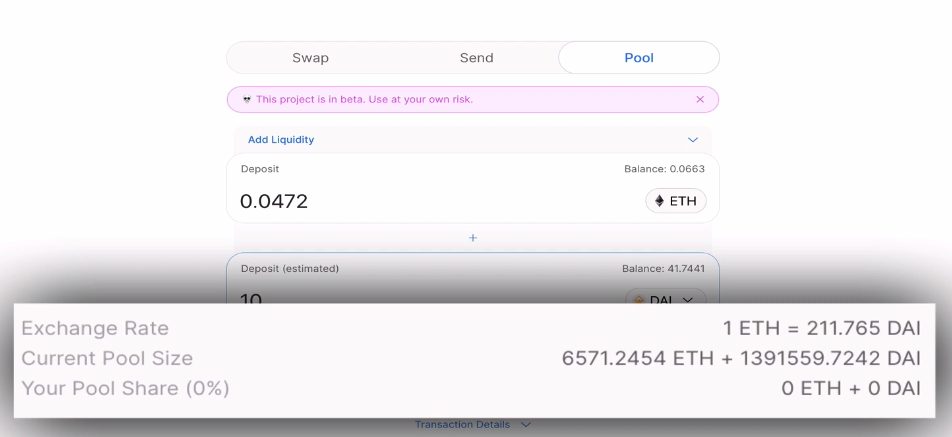 Swap Send Pool
This project is in beta. Use at your own risk.
Add Liquidity
Deposit Balance: 0.0663
0.0472 ETH
+
Deposit (estimated) Balance: 41.7441
10 DAI
Exchange Rate 1 ETH = 211.765 DAI
Current Pool Size 6571.2454 ETH + 1391559.7242 DAI
Your Pool Share (0%) 0 ETH + 0 DAI
Transaction Details